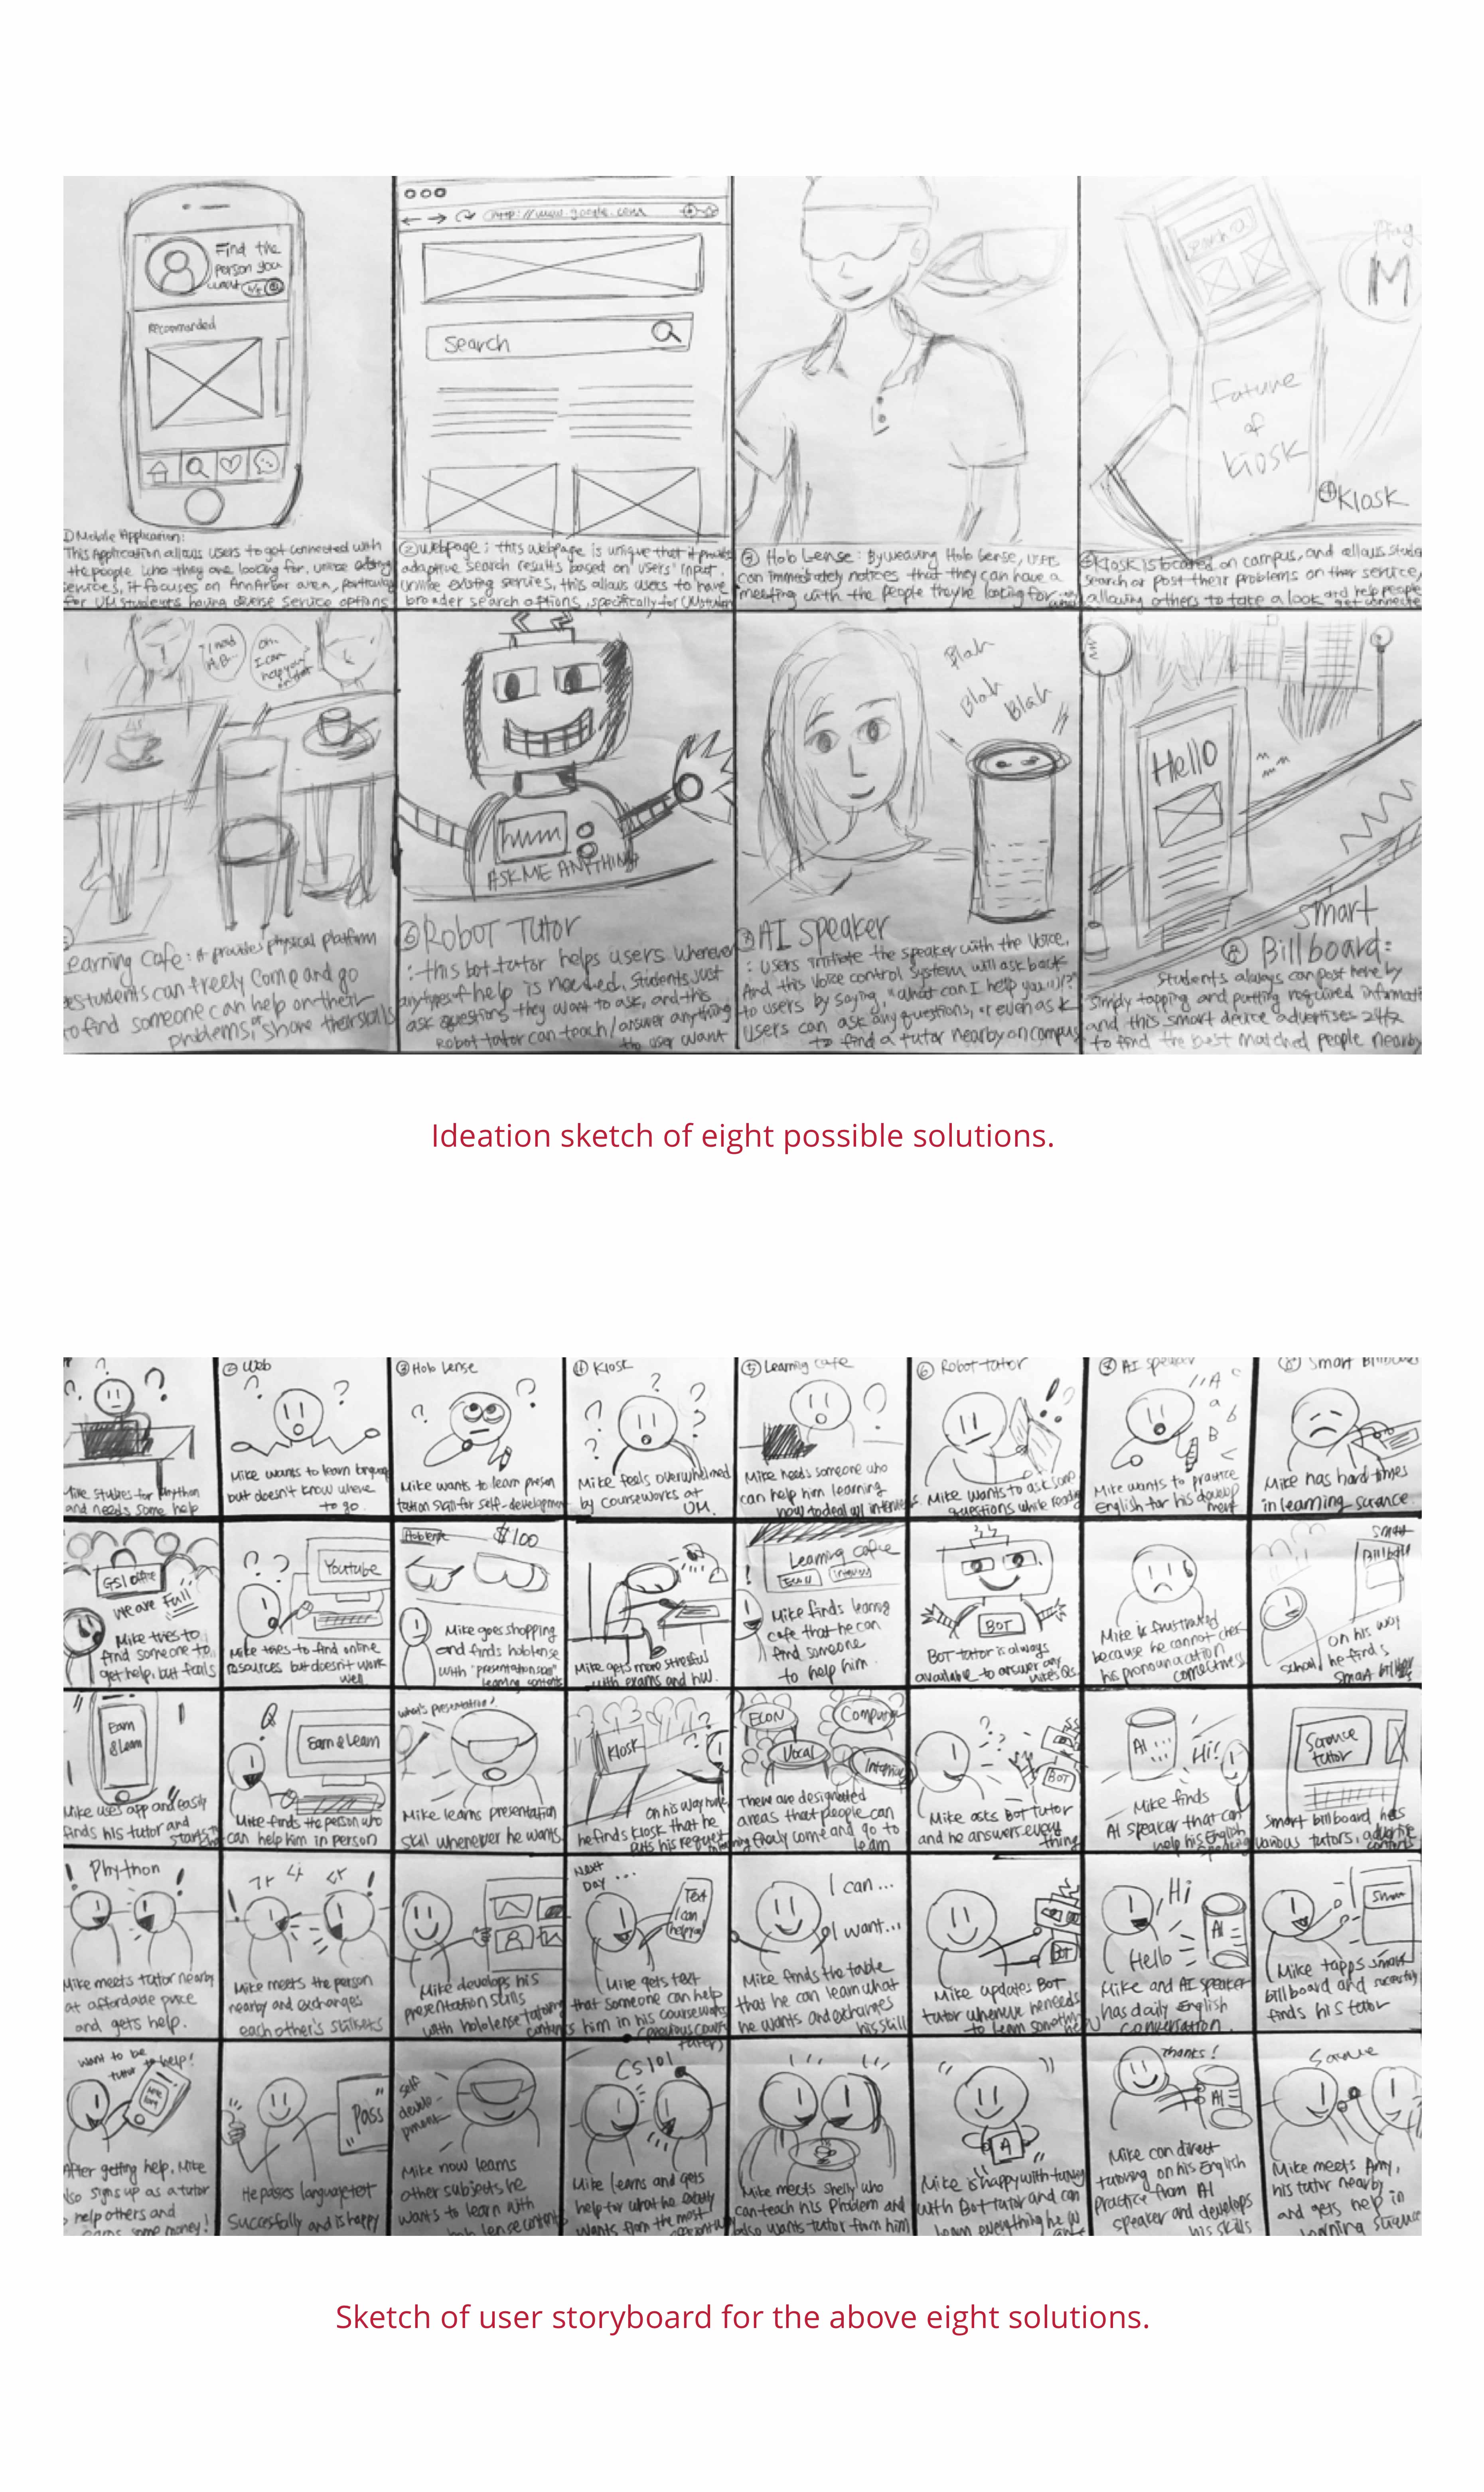 Find the
person you
want
Recommended
① Mobile Application:
This Application allows users to get connected with
the people who they are looking for. unlike existing
services, it focuses on AnnArbor area, particularly
for UM students having diverse service options
http://www.google.com
Search
② Webpage : this webpage is unique that it provides
adaptive search results based on users' input.
Unlike existing services, this allows users to have
broader search options, specifically for UM students
③ Holo Lense : By weaving Holo lense, users
can immediately notices that they can have a
meeting with the people they're looking for
M
Future
of
kiosk
④ Kiosk
④ Kiosk is located on campus, and allows stude
search or post their problems on ther service,
allowing others to take a look and help people
get connecte
I need
A, B..
oh.
I can
help you
on that
earning Cafe : it provides physical platform
students can freely come and go
to find someone can help on their
problems, or share their skills
hmm
ASK ME ANYTHING
⑥ ROBOT TUTOR
: this bot-tutor helps users whenever
any types of help is needed. Students just
ask questions they want to ask, and this
Robot tutor can teach/answer anything
the user want
Blah
Blah
Blah
⑦ AI Speaker
: Users initiate the speaker with the voice.
And this voice control system will ask back
to users by saying, "what can I help you w/?"
Users can ask any questions, or even ask
to find a tutor nearby on campus
Hello
smart
⑧ Billboard:
Students always can post here by
simply tapping and putting required informati
and this smart device advertises 24/7
to find the best matched people nearby
Ideation sketch of eight possible solutions.
Mike studies for Phython
and needs some help
② Web
Mike wants to learn language
but doesn't know where
to go
③ Holo Lense
Mike wants to learn presen
tation skill for self-development
④ Kiosk
Mike feels overwhelmed
by courseworks at
UM.
⑤ Learning cafe
Mike needs someone who
can help him learning
how to deal w/ interviews
⑥ Robot tutor
Mike wants to ask some
questions while reading
⑦ AI speaker
A
a
b
B
Mike wants to practice
English for his develop
ment
⑧ Smart Billboard
Mike has hard times
in learning science.
GSI office
We are Full
Mike tries to
find someone to
get help, but fails
Youtube
Mike tries to find online
resources but doesn't work
well
Hololense
$100
Mike goes shopping
and finds hololense
with "presentation skill"
learning contents
Mike gets more stressful
with exams and HW.
Learning Cafe
Econ
Interview
Mike finds learing
cafe that he can
find someone
to help him.
BOT
BOT tutor is always
available to answer any
Mike's Qs.
Mike is frustrated
because he cannot check
his pronunciation
correctness
Smart
Billboard
on his way
school, he finds
Smart billboard
Earn
& Learn
Mike uses app and easily
finds his tutor and
starts
Q
Earn & Learn
Mike finds the person who
can help him in person
what's presentation?
Mike learns presentation
skill whenever he wants.
KIOSK
On his way home
he finds kiosk that he
puts his request
ECON
Computer
Vocal
Interview
There are designated
areas that people can
freely come and go to
learn
BOT
Mike asks BOT tutor
and he answers every
thing
AI
Hi!
Mike finds
AI speaker that can
help his English
speaking
Science
tutor
Smart billboard has
various tutors, advertise
contents
Phython
Mike meets tutor nearby
at affordable price
and gets help.
가 나 다
Mike meets the person
nearby and exchanges
each other's skillsets
Mike develops his
presentation skills
with hololense tutoring
contents
Next
Day ...
Text
I can
help you!
Mike gets text
that someone can help
him in his courseworks
I can...
I want...
Mike finds the table
that he can learn what
he wants and exchanges
his skill
BOT
Mike updates BOT
tutor whenever he needs
to learn something
Hi
Hello
AI
Mike and AI speaker
has daily English
conversation
Mike tapps smart
billboard and successfully
finds his tutor
want to be
tutor to help!
After getting help, Mike
also signs up as a tutor
help others and
earns some money!
Pass
He passes language test
Succesfully and is happy
self
develo-
pment
Mike now learns
other subjects he
wants to learn with
holo lense contents
CS101
Mike learns and gets
help for what he exactly
wants from the most
Mike meets Shelly who
can teach his Problem and
also wants tutor from him
A
Mike is happy with tutoring
with BOT tutor and can
learn everything he w
Thanks!
AI
Mike can direct
tutoring on his English
practice from AI
speaker and develops
his skills
Mike meets Amy,
his tutor nearby
and gets help in
learning science
Sketch of user storyboard for the above eight solutions.